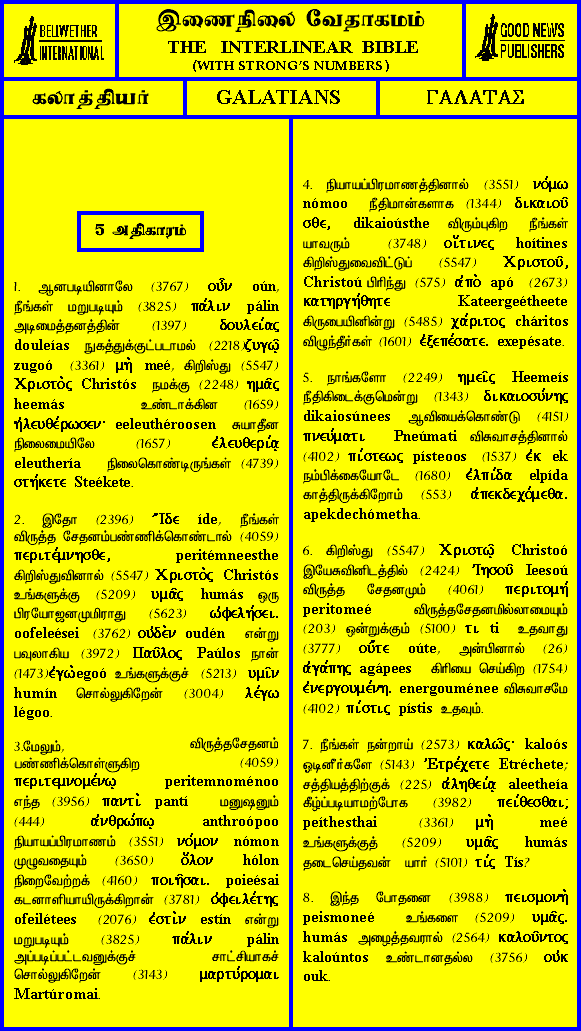 BELLWETHER
INTERNATIONAL
இணைநிலை வேதாகமம்
THE INTERLINEAR BIBLE
(WITH STRONG'S NUMBERS)
GOOD NEWS
PUBLISHERS
கலாத்தியர்
GALATIANS
ΓΑΛΑΤΑΣ
5 அதிகாரம்
1. ஆனபடியினாலே (3767) οὖν oún,
நீங்கள் மறுபடியும் (3825) πάλιν pálin
அடிமைத்தனத்தின் (1397) δουλείας
douleías நுகத்துக்குட்படாமல் (2218)ζυγῷ
zugoó (3361) μὴ meé, கிறிஸ்து (5547)
Χριστὸς Christós நமக்கு (2248) ημᾶς
heemás உண்டாக்கின (1659)
ἠλευθέρωσεν· eeleuthéroosen சுயாதீன
நிலைமையிலே (1657) ἐλευθερίᾳ
eleuthería நிலைகொண்டிருங்கள் (4739)
στήκετε Steékete.
2. இதோ (2396) Ἴδε íde, நீங்கள்
விருத்த சேதனம்பண்ணிக்கொண்டால் (4059)
περιτέμνησθε, peritémneesthe
கிறிஸ்துவினால் (5547) Χριστὸς Christós
உங்களுக்கு (5209) υμᾶς humás ஒரு
பிரயோஜனமுமிராது (5623) ὠφελήσει.
oofeleései (3762) οὐδὲν oudén என்று
பவுலாகிய (3972) Παῦλος Paúlos நான்
(1473)ἐγὼegoó உங்களுக்குச் (5213) υμῖν
humín சொல்லுகிறேன் (3004) λέγω
légoo.
3.மேலும், விருத்தசேதனம்
பண்ணிக்கொள்ளுகிற (4059)
περιτεμνομένῳ peritemnoménoo
எந்த (3956) παντὶ pantí மனுஷனும்
(444) ἀνθρώπῳ anthroópoo
நியாயப்பிரமாணம் (3551) νόμον nómon
முழுவதையும் (3650) ὅλον hólon
நிறைவேற்றக் (4160) ποιῆσαι. poieésai
கடனாளியாயிருக்கிறான் (3781) ὀφειλέτης
ofeilétees (2076) ἐστὶν estín என்று
மறுபடியும் (3825) πάλιν pálin
அப்படிப்பட்டவனுக்குச் சாட்சியாகச்
சொல்லுகிறேன் (3143) μαρτύρομαι
Martúromai.
4. நியாயப்பிரமாணத்தினால் (3551) νόμω
nómoo நீதிமான்களாக (1344) δικαιοῦ
σθε, dikaioústhe விரும்புகிற நீங்கள்
யாவரும் (3748) οἵτινες hoítines
கிறிஸ்துவைவிட்டுப் (5547) Χριστοῦ,
Christoú பிரிந்து (575) ἀπὸ apó (2673)
κατηργήθητε Kateergeétheete
கிருபையினின்று (5485) χάριτος cháritos
விழுந்தீர்கள் (1601) ἐξεπέσατε. exepésate.
5. நாங்களோ (2249) ημεῖς Heemeís
நீதிகிடைக்குமென்று (1343) δικαιοσύνης
dikaiosúnees ஆவியைக்கொண்டு (4151)
πνεύματι Pneúmati விசுவாசத்தினால்
(4102) πίστεως písteoos (1537) ἐκ ek
நம்பிக்கையோடே (1680) ἐλπίδα elpída
காத்திருக்கிறோம் (553) ἀπεκδεχόμεθα.
apekdechómetha.
6. கிறிஸ்து (5547) Χριστῷ Christoó
இயேசுவினிடத்தில் (2424) Ἰησοῦ Ieesoú
விருத்த சேதனமும் (4061) περιτομή
peritomeé விருத்தசேதனமில்லாமையும்
(203) ஒன்றுக்கும் (5100) τι ti உதவாது
(3777) οὔτε oúte, அன்பினால் (26)
ἀγάπης agápees கிரியை செய்கிற (1754)
ἐνεργουμένη. energouménee விசுவாசமே
(4102) πίστις pístis உதவும்.
7. நீங்கள் நன்றாய் (2573) καλῶς· kaloós
ஓடினீர்களே (5143) Ἐτρέχετε Etréchete;
சத்தியத்திற்குக் (225) ἀληθείᾳ aleetheía
கீழ்ப்படியாமற்போக (3982) πείθεσθαι;
peíthesthai (3361) μὴ meé
உங்களுக்குத் (5209) υμᾶς humás
தடைசெய்தவன் யார் (5101) τίς Tís?
8. இந்த போதனை (3988) πεισμονὴ
peismoneé உங்களை (5209) υμᾶς.
humás அழைத்தவரால் (2564) καλοῦντος
kaloúntos உண்டானதல்ல (3756) οὐκ
ouk.